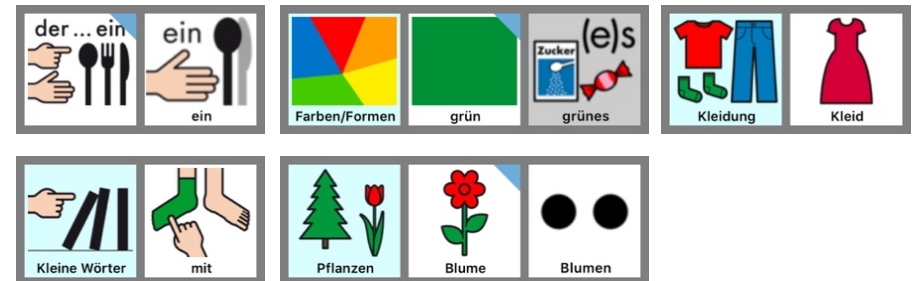 der ... ein
ein
ein
Farben/Formen
grün
Zucker
(e)s
grünes
Kleidung
Kleid
Kleine Wörter
mit
Pflanzen
Blume
Blumen